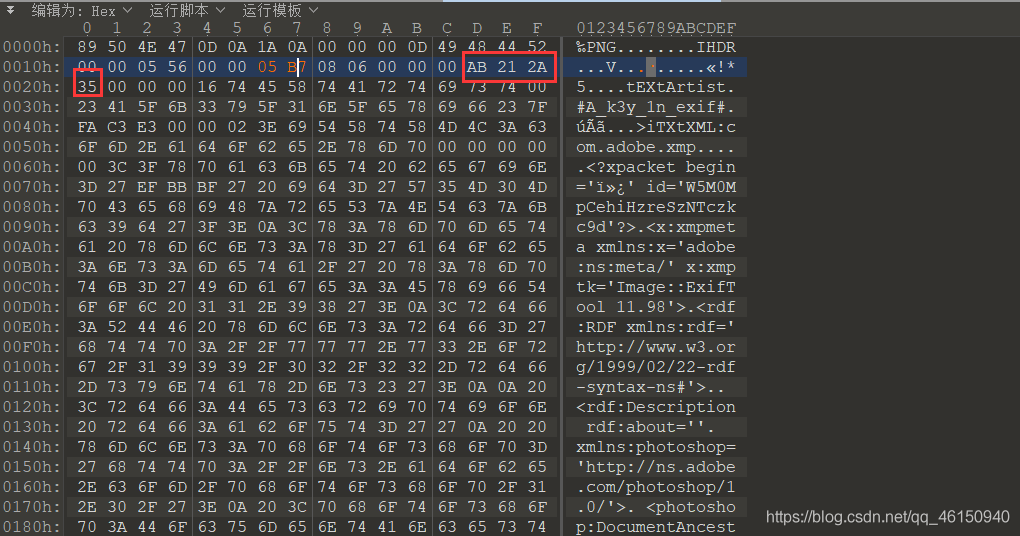 编辑为: Hex 运行脚本 运行模板
0 1 2 3 4 5 6 7 8 9 A B C D E F 0123456789ABCDEF
0000h: 89 50 4E 47 0D 0A 1A 0A 00 00 00 0D 49 48 44 52 ‰PNG........IHDR
0010h: 00 00 05 56 00 00 05 B7 08 06 00 00 00 AB 21 2A ...V...·.....«!*
0020h: 35 00 00 00 16 74 45 58 74 41 72 74 69 73 74 00 5....tEXtArtist.
0030h: 23 41 5F 6B 33 79 5F 31 6E 5F 65 78 69 66 23 7F #A_k3y_1n_exif#.
0040h: FA C3 E3 00 00 02 3E 69 54 58 74 58 4D 4C 3A 63 úÃã...>iTXtXML:c
0050h: 6F 6D 2E 61 64 6F 62 65 2E 78 6D 70 00 00 00 00 om.adobe.xmp....
0060h: 00 3C 3F 78 70 61 63 6B 65 74 20 62 65 67 69 6E .<?xpacket begin
0070h: 3D 27 EF BB BF 27 20 69 64 3D 27 57 35 4D 30 4D ='ï»¿' id='W5M0M
0080h: 70 43 65 68 69 48 7A 72 65 53 7A 4E 54 63 7A 6B pCehiHzreSzNTczk
0090h: 63 39 64 27 3F 3E 0A 3C 78 3A 78 6D 70 6D 65 74 c9d'?>.<x:xmpmet
00A0h: 61 20 78 6D 6C 6E 73 3A 78 3D 27 61 64 6F 62 65 a xmlns:x='adobe
00B0h: 3A 6E 73 3A 6D 65 74 61 2F 27 20 78 3A 78 6D 70 :ns:meta/' x:xmp
00C0h: 74 6B 3D 27 49 6D 61 67 65 3A 3A 45 78 69 66 54 tk='Image::ExifT
00D0h: 6F 6F 6C 20 31 31 2E 39 38 27 3E 0A 3C 72 64 66 ool 11.98'>.<rdf
00E0h: 3A 52 44 46 20 78 6D 6C 6E 73 3A 72 64 66 3D 27 :RDF xmlns:rdf='
00F0h: 68 74 74 70 3A 2F 2F 77 77 77 2E 77 33 2E 6F 72 http://www.w3.or
0100h: 67 2F 31 39 39 39 2F 30 32 2F 32 32 2D 72 64 66 g/1999/02/22-rdf
0110h: 2D 73 79 6E 74 61 78 2D 6E 73 23 27 3E 0A 0A 20 -syntax-ns#'>..
0120h: 3C 72 64 66 3A 44 65 73 63 72 69 70 74 69 6F 6E <rdf:Description
0130h: 20 72 64 66 3A 61 62 6F 75 74 3D 27 27 0A 20 20 rdf:about=''.
0140h: 78 6D 6C 6E 73 3A 70 68 6F 74 6F 73 68 6F 70 3D xmlns:photoshop=
0150h: 27 68 74 74 70 3A 2F 2F 6E 73 2E 61 64 6F 62 65 'http://ns.adobe
0160h: 2E 63 6F 6D 2F 70 68 6F 74 6F 73 68 6F 70 2F 31 .com/photoshop/1
0170h: 2E 30 2F 27 3E 0A 20 3C 70 68 6F 74 6F 73 68 6F .0/'>. <photosho
0180h: 70 3A 44 6F 63 75 6D 65 6E 74 41 6E 63 65 73 74 p:DocumentAncest
https://blog.csdn.net/qq_46150940